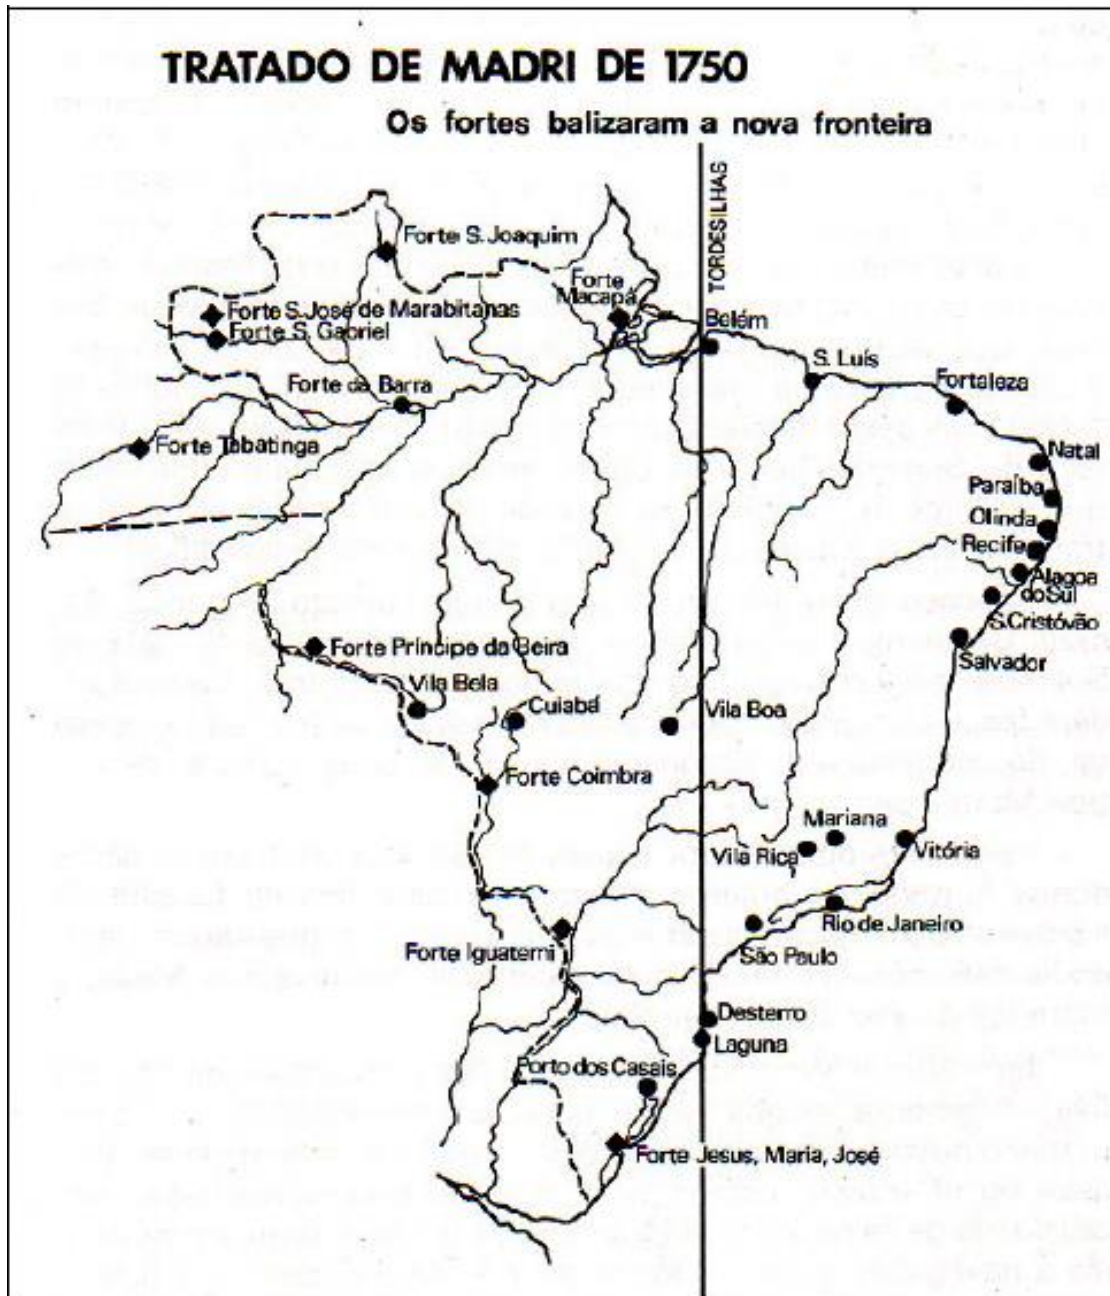 TRATADO DE MADRI DE 1750
Os fortes balizaram a nova fronteira
TORDESILHAS
Forte S. Joaquim
Forte
Macapá
Belém
Forte S. José de Marabitanas
Forte S. Gabriel
S. Luís
Forte da Barra
Fortaleza
Forte Tabatinga
Natal
Paraíba
Olinda
Recife
Alagoa
do Sul
S. Cristóvão
Forte Príncipe da Beira
Salvador
Vila Bela
Cuiabá
Vila Boa
Forte Coimbra
Mariana
Vila Rica
Vitória
Rio de Janeiro
Forte Iguatemi
São Paulo
Desterro
Laguna
Porto dos Casais
Forte Jesus, Maria, José